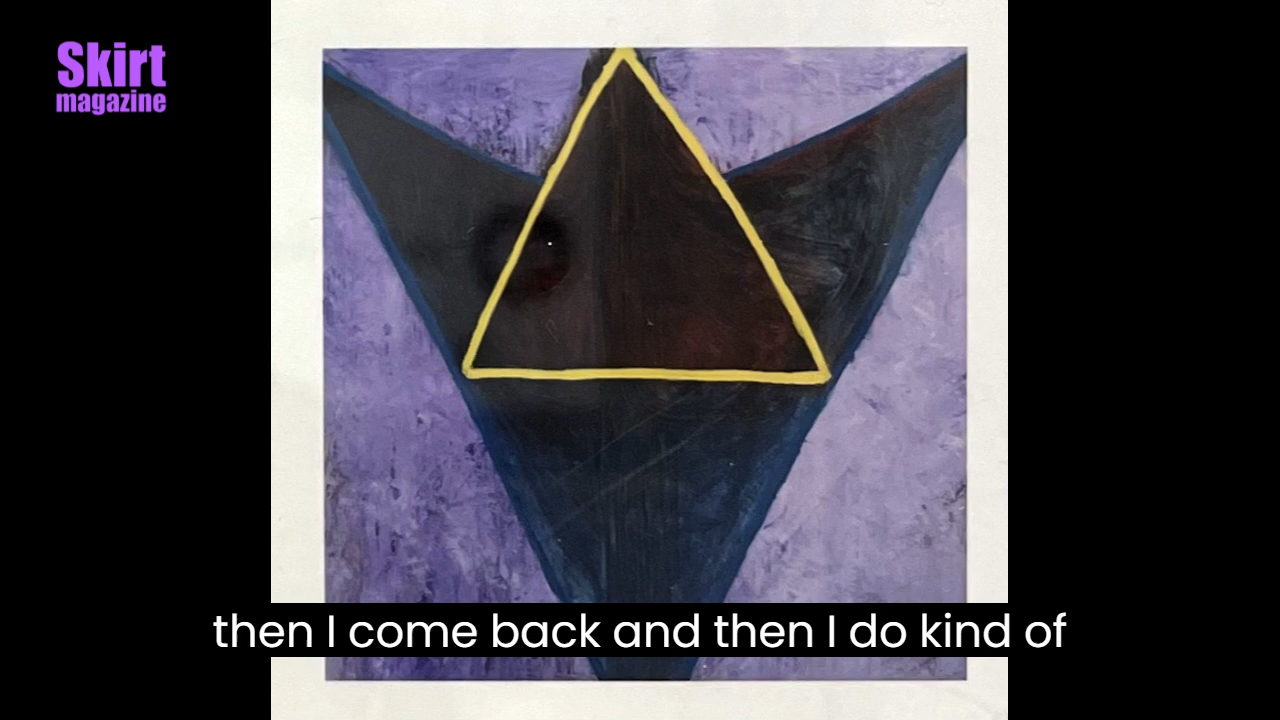 Skirt
magazine
then I come back and then I do kind of